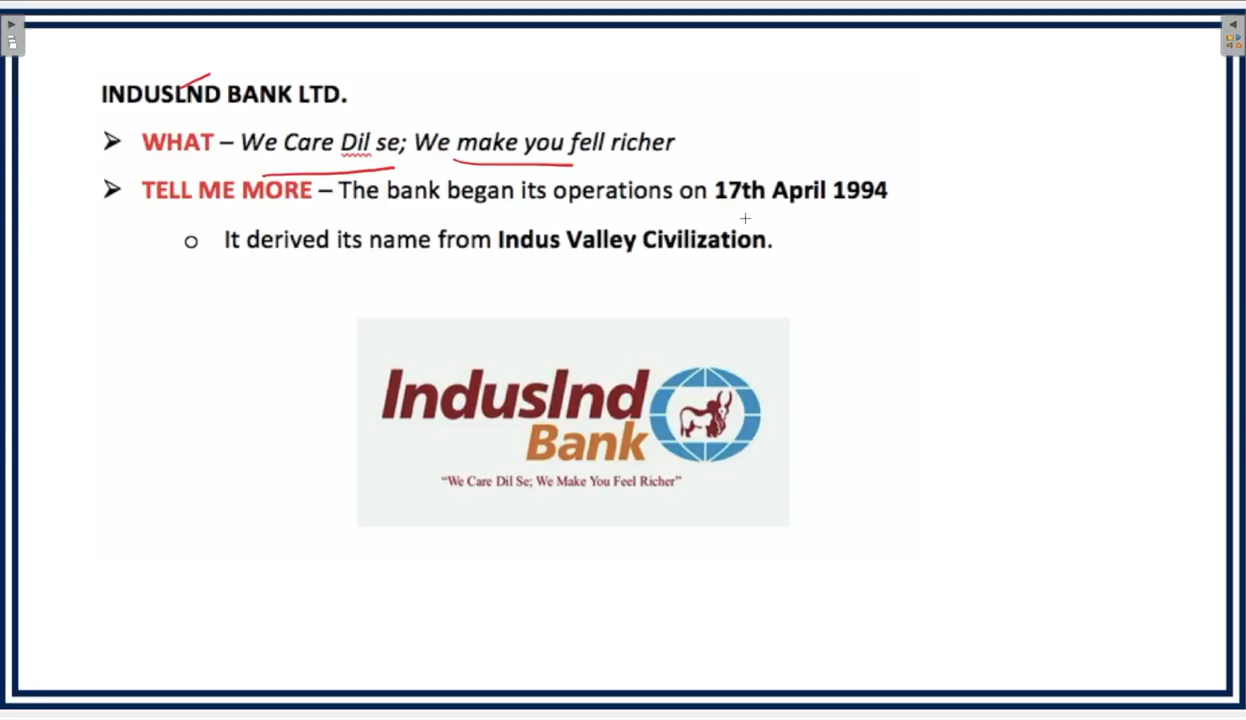 INDUSLND BANK LTD.
➢ WHAT – We Care Dil se; We make you fell richer
➢ TELL ME MORE – The bank began its operations on 17th April 1994
o It derived its name from Indus Valley Civilization.
IndusInd
Bank
“We Care Dil Se; We Make You Feel Richer”